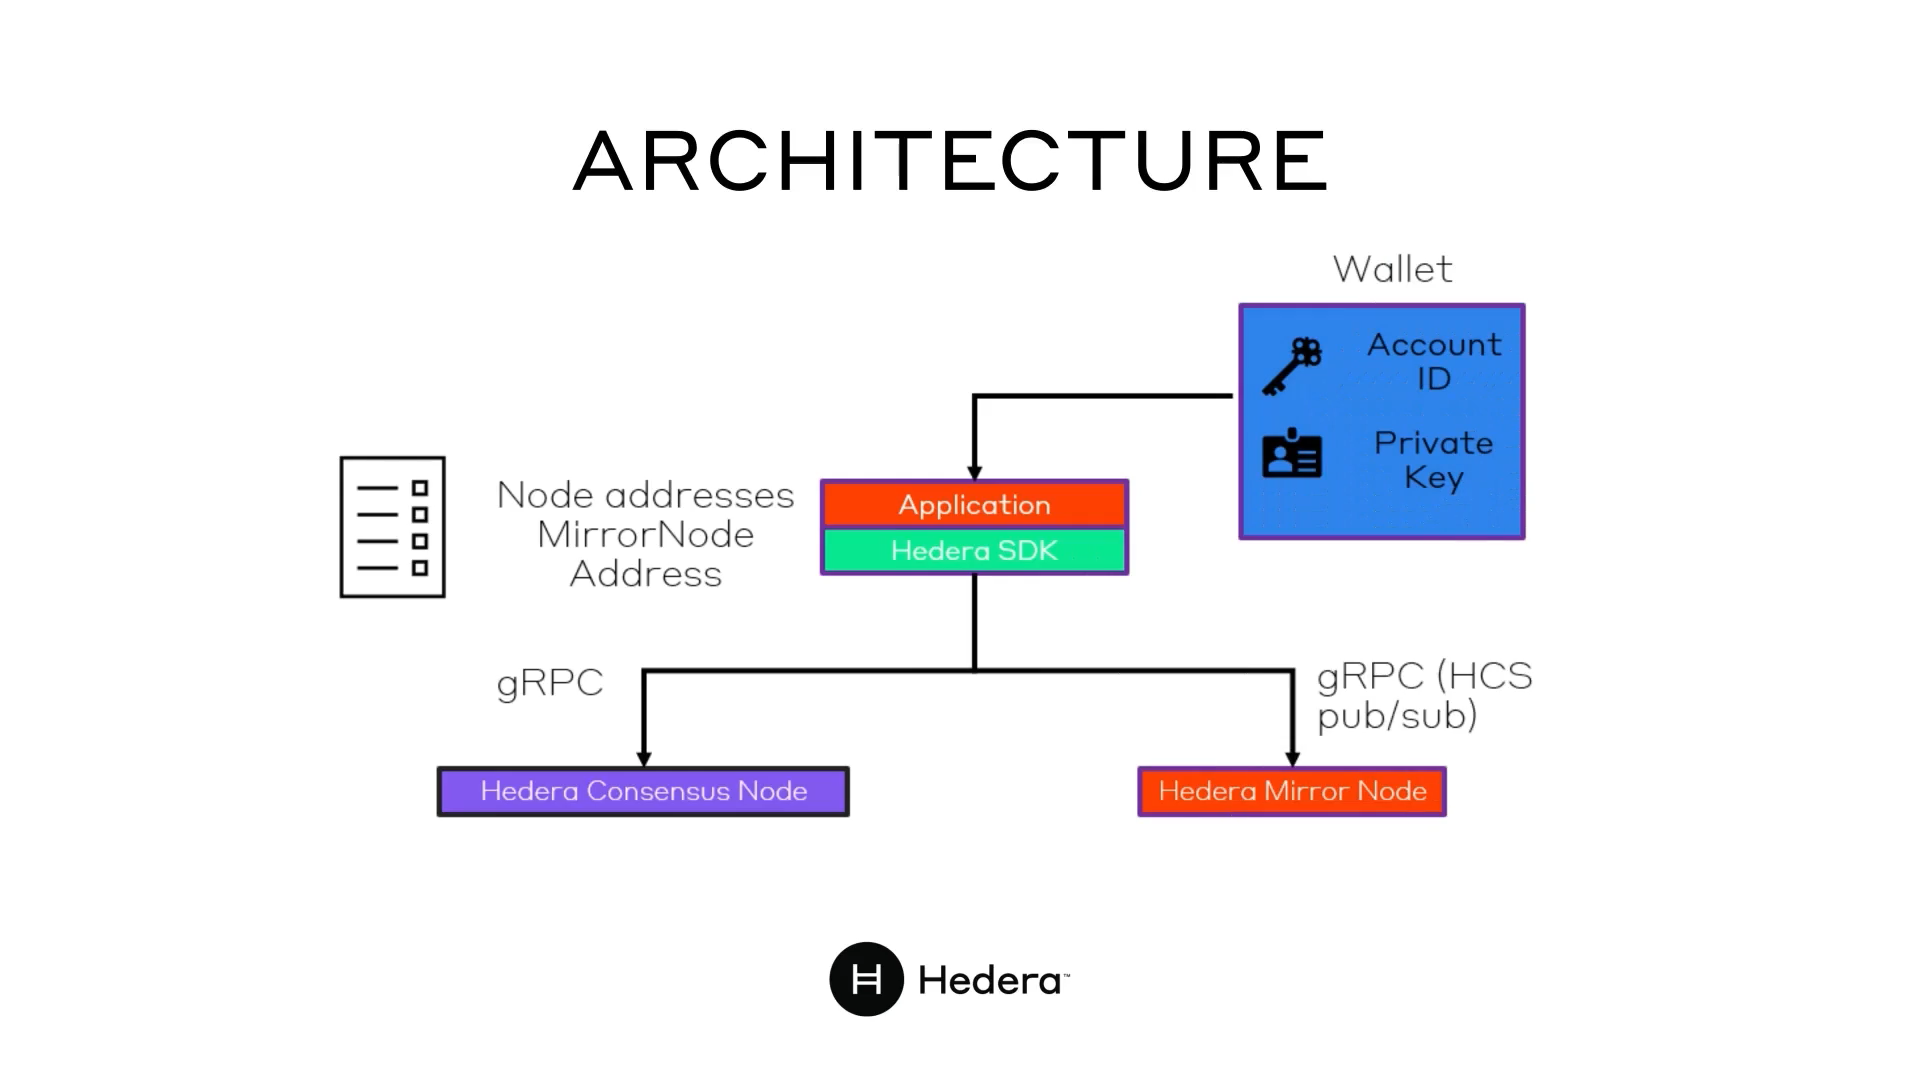 ARCHITECTURE
Wallet
Account
ID
Private
Key
Node addresses
MirrorNode
Address
Application
Hedera SDK
gRPC
gRPC (HCS
pub/sub)
Hedera Consensus Node
Hedera Mirror Node
H Hedera™